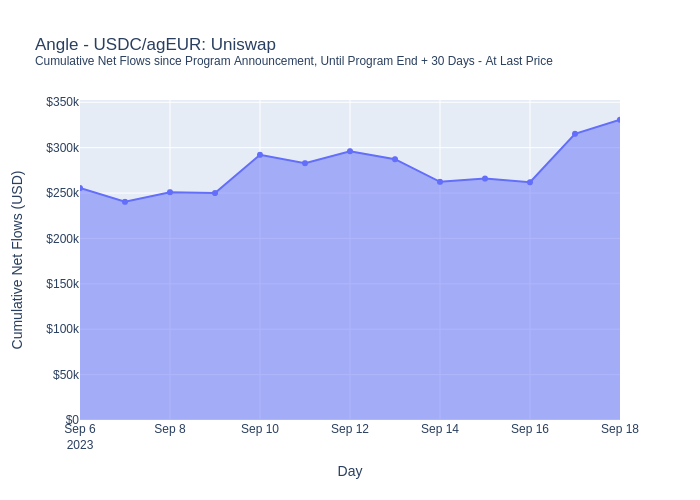 Angle - USDC/agEUR: Uniswap
Cumulative Net Flows since Program Announcement, Until Program End + 30 Days - At Last Price
Cumulative Net Flows (USD)
$350k
$300k
$250k
$200k
$150k
$100k
$50k
$0
Sep 6 Sep 8 Sep 10 Sep 12 Sep 14 Sep 16 Sep 18
2023
Day